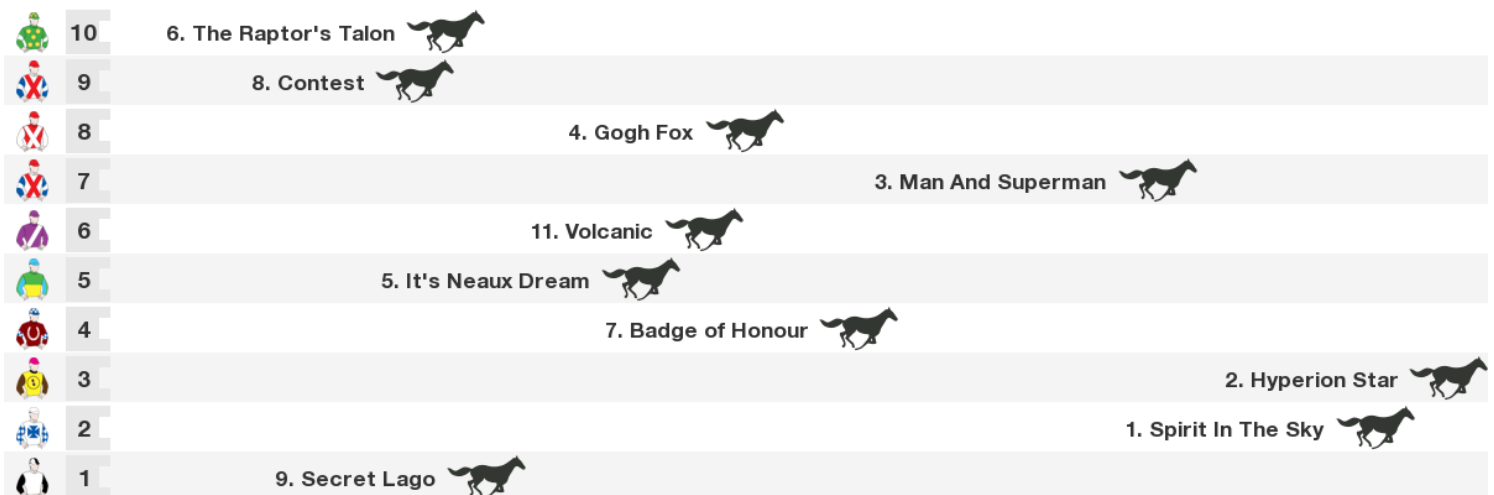 10 6. The Raptor's Talon
9 8. Contest
8 4. Gogh Fox
7 3. Man And Superman
6 11. Volcanic
5 5. It's Neaux Dream
4 7. Badge of Honour
3 2. Hyperion Star
2 1. Spirit In The Sky
1 9. Secret Lago